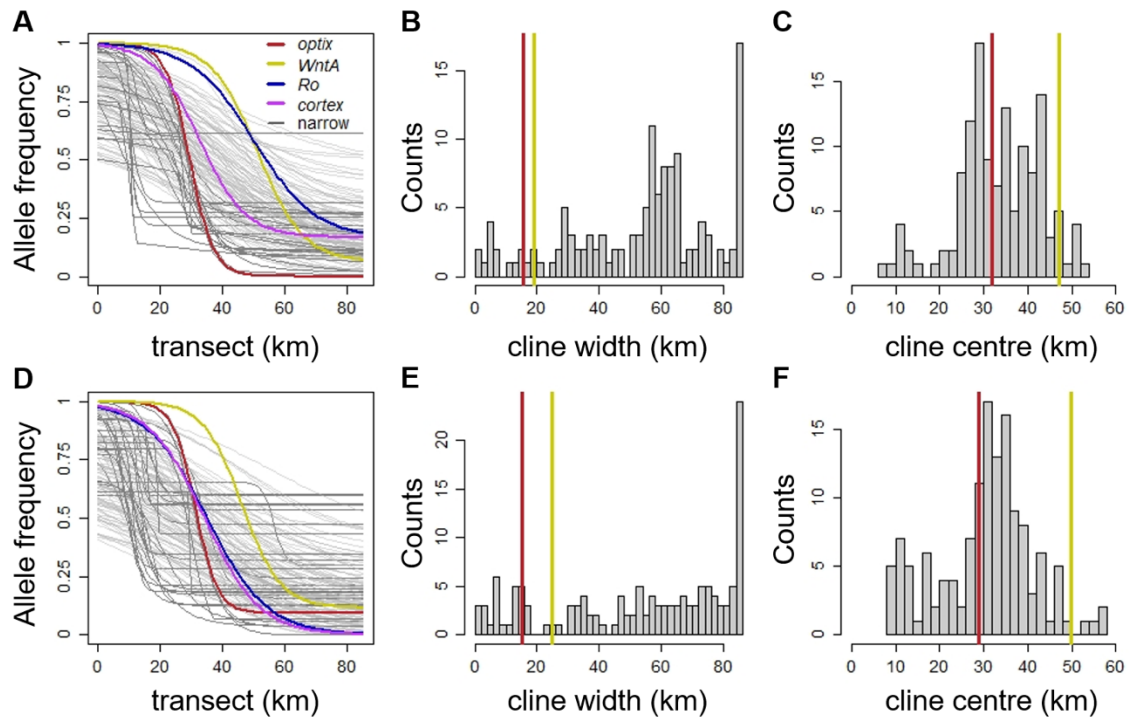 A
Allele frequency
1
0.75
0.5
0.25
0
optix
WntA
Ro
cortex
narrow
0 20 40 60 80
transect (km)
B
Counts
15
10
5
0
0 20 40 60 80
cline width (km)
C
Counts
15
10
5
0
0 10 20 30 40 50 60
cline centre (km)
D
Allele frequency
1
0.75
0.5
0.25
0
0 20 40 60 80
transect (km)
E
Counts
20
15
10
5
0
0 20 40 60 80
cline width (km)
F
Counts
15
10
5
0
0 10 20 30 40 50 60
cline centre (km)